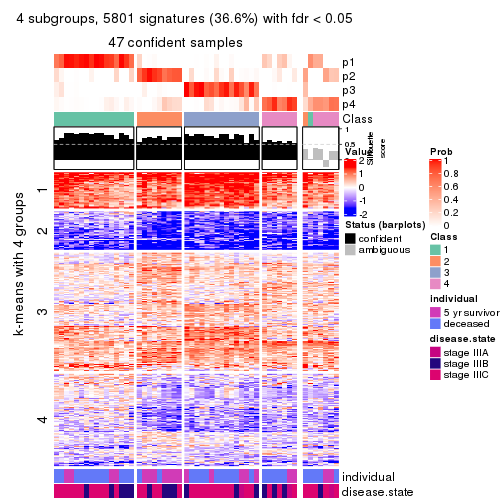 4 subgroups, 5801 signatures (36.6%) with fdr < 0.05
47 confident samples
p1
p2
p3
p4
Class
1
0.5
0
Silhouette
score
k-means with 4 groups
1
2
3
4
Value
2
1
0
-1
-2
Status (barplots)
confident
ambiguous
Prob
1
0.8
0.6
0.4
0.2
0
Class
1
2
3
4
individual
5 yr survivor
deceased
disease.state
stage IIIA
stage IIIB
stage IIIC
individual
disease.state